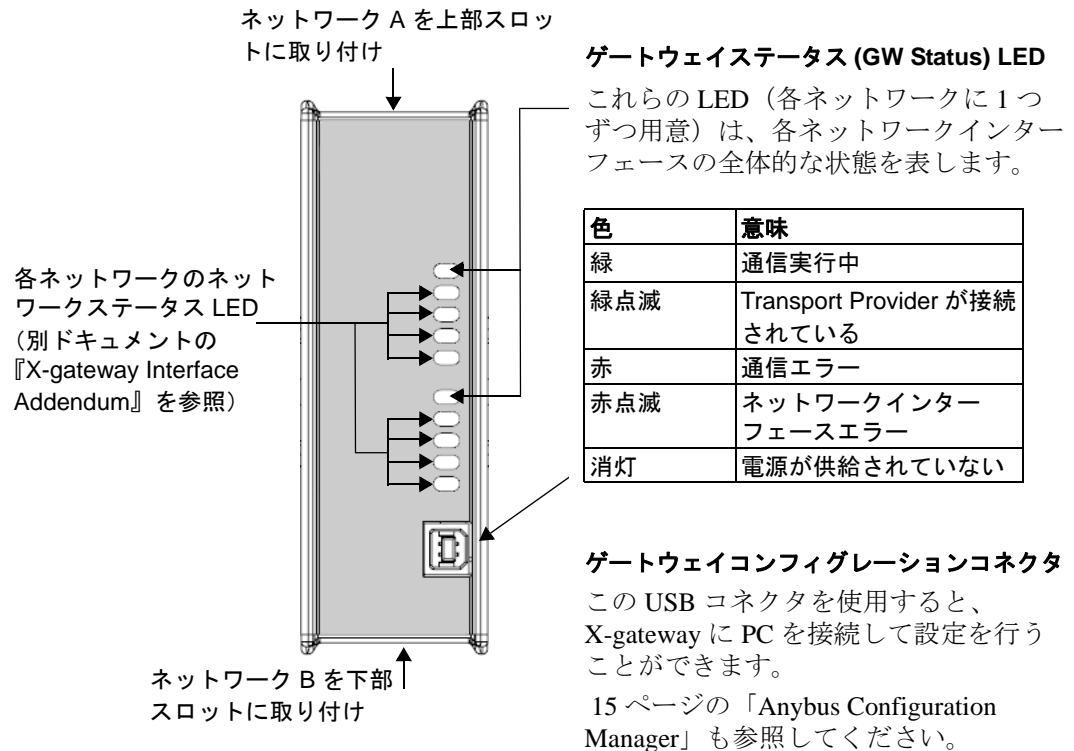 ネットワーク A を上部スロッ
トに取り付け
各ネットワークのネット
ワークステータス LED
（別ドキュメントの
『X-gateway Interface
Addendum』を参照）
ネットワーク B を下部
スロットに取り付け
ゲートウェイステータス (GW Status) LED
これらの LED（各ネットワークに 1 つ
ずつ用意）は、各ネットワークインター
フェースの全体的な状態を表します。
色 意味
緑 通信実行中
緑点滅 Transport Provider が接続
されている
赤 通信エラー
赤点滅 ネットワークインター
フェースエラー
消灯 電源が供給されていない
ゲートウェイコンフィグレーションコネクタ
この USB コネクタを使用すると、
X-gateway に PC を接続して設定を行う
ことができます。
15 ページの「Anybus Configuration
Manager」も参照してください。